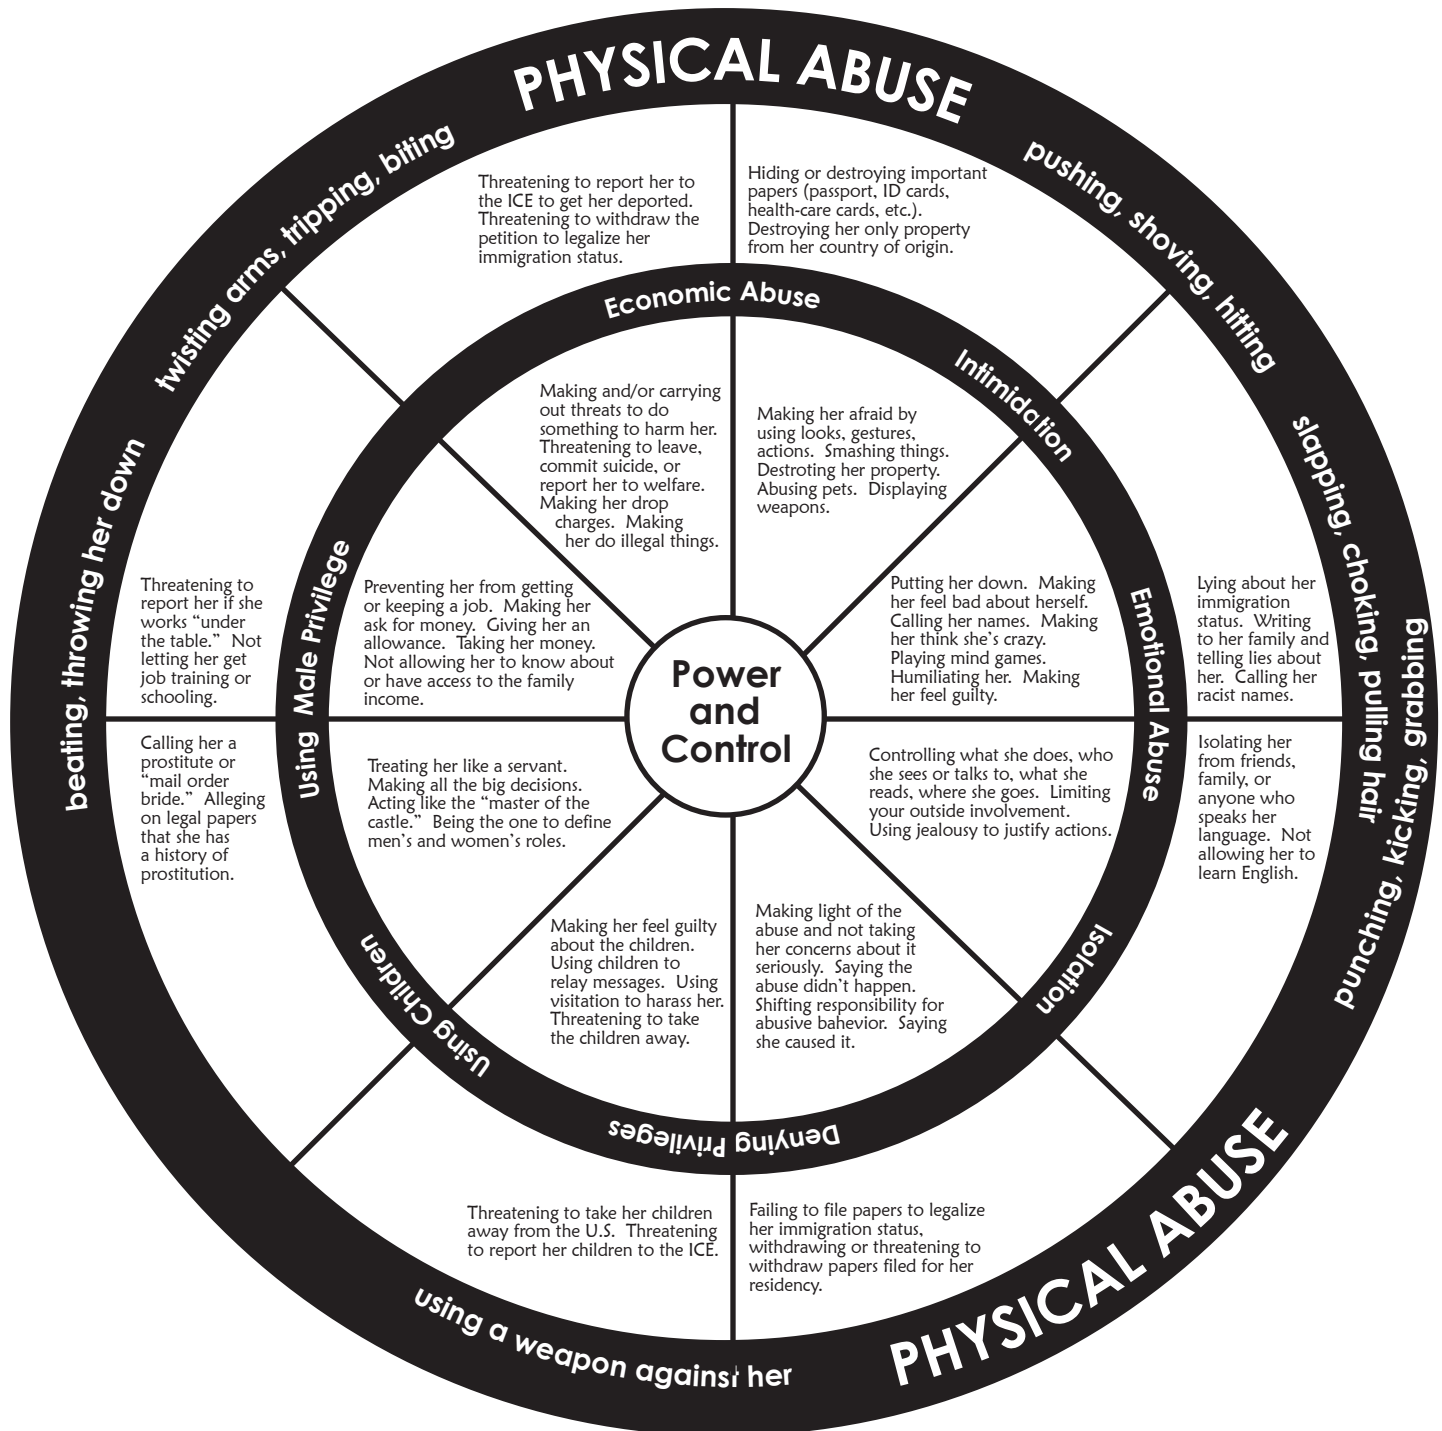 PHYSICAL ABUSE
pushing, shoving, hitting
slapping, choking, pulling hair
punching, kicking, grabbing
PHYSICAL ABUSE
using a weapon against her
beating, throwing her down
twisting arms, tripping, biting
Threatening to report her to
the ICE to get her deported.
Threatening to withdraw the
petition to legalize her
immigration status.
Hiding or destroying important
papers (passport, ID cards,
health-care cards, etc.).
Destroying her only property
from her country of origin.
Lying about her
immigration
status. Writing
to her family and
telling lies about
her. Calling her
racist names.
Isolating her
from friends,
family, or
anyone who
speaks her
language. Not
allowing her to
learn English.
Failing to file papers to legalize
her immigration status,
withdrawing or threatening to
withdraw papers filed for her
residency.
Threatening to take her children
away from the U.S. Threatening
to report her children to the ICE.
Calling her a
prostitute or
“mail order
bride.” Alleging
on legal papers
that she has
a history of
prostitution.
Threatening to
report her if she
works “under
the table.” Not
letting her get
job training or
schooling.
Economic Abuse
Intimidation
Emotional Abuse
Isolation
Denying Privileges
Using Children
Using Male Privilege
Making and/or carrying
out threats to do
something to harm her.
Threatening to leave,
commit suicide, or
report her to welfare.
Making her drop
charges. Making
her do illegal things.
Making her afraid by
using looks, gestures,
actions. Smashing things.
Destroting her property.
Abusing pets. Displaying
weapons.
Putting her down. Making
her feel bad about herself.
Calling her names. Making
her think she’s crazy.
Playing mind games.
Humiliating her. Making
her feel guilty.
Controlling what she does, who
she sees or talks to, what she
reads, where she goes. Limiting
your outside involvement.
Using jealousy to justify actions.
Making light of the
abuse and not taking
her concerns about it
seriously. Saying the
abuse didn’t happen.
Shifting responsibility for
abusive bahevior. Saying
she caused it.
Making her feel guilty
about the children.
Using children to
relay messages. Using
visitation to harass her.
Threatening to take
the children away.
Treating her like a servant.
Making all the big decisions.
Acting like the “master of the
castle.” Being the one to define
men’s and women’s roles.
Preventing her from getting
or keeping a job. Making her
ask for money. Giving her an
allowance. Taking her money.
Not allowing her to know about
or have access to the family
income.
Power
and
Control